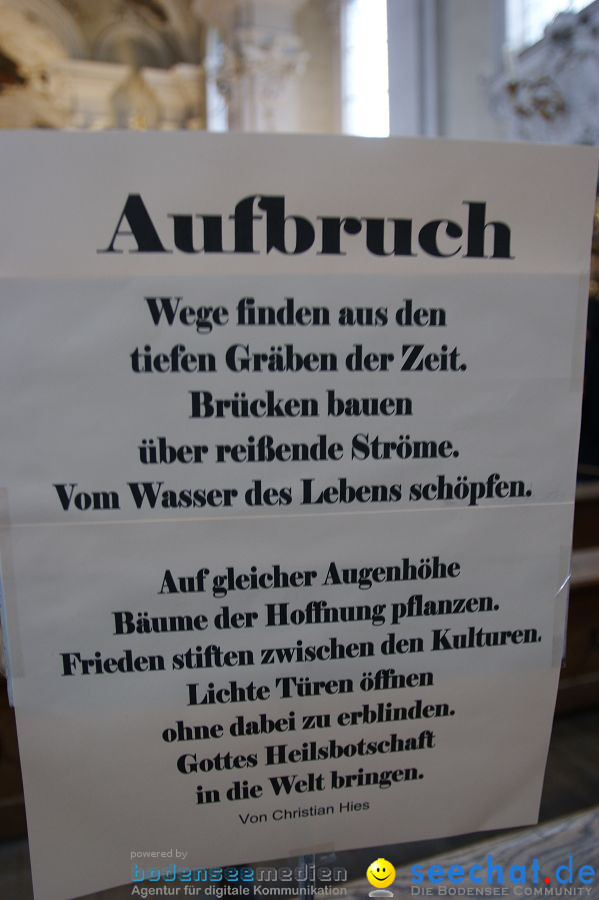 Aufbruch
Wege finden aus den
tiefen Gräben der Zeit.
Brücken bauen
über reißende Ströme.
Vom Wasser des Lebens schöpfen.
Auf gleicher Augenhöhe
Bäume der Hoffnung pflanzen.
Frieden stiften zwischen den Kulturen.
Lichte Türen öffnen
ohne dabei zu erblinden.
Gottes Heilsbotschaft
in die Welt bringen.
Von Christian Hies
powered by
bodenseemedien
Agentur für digitale Kommunikation
seechat.de
Die Bodensee Community